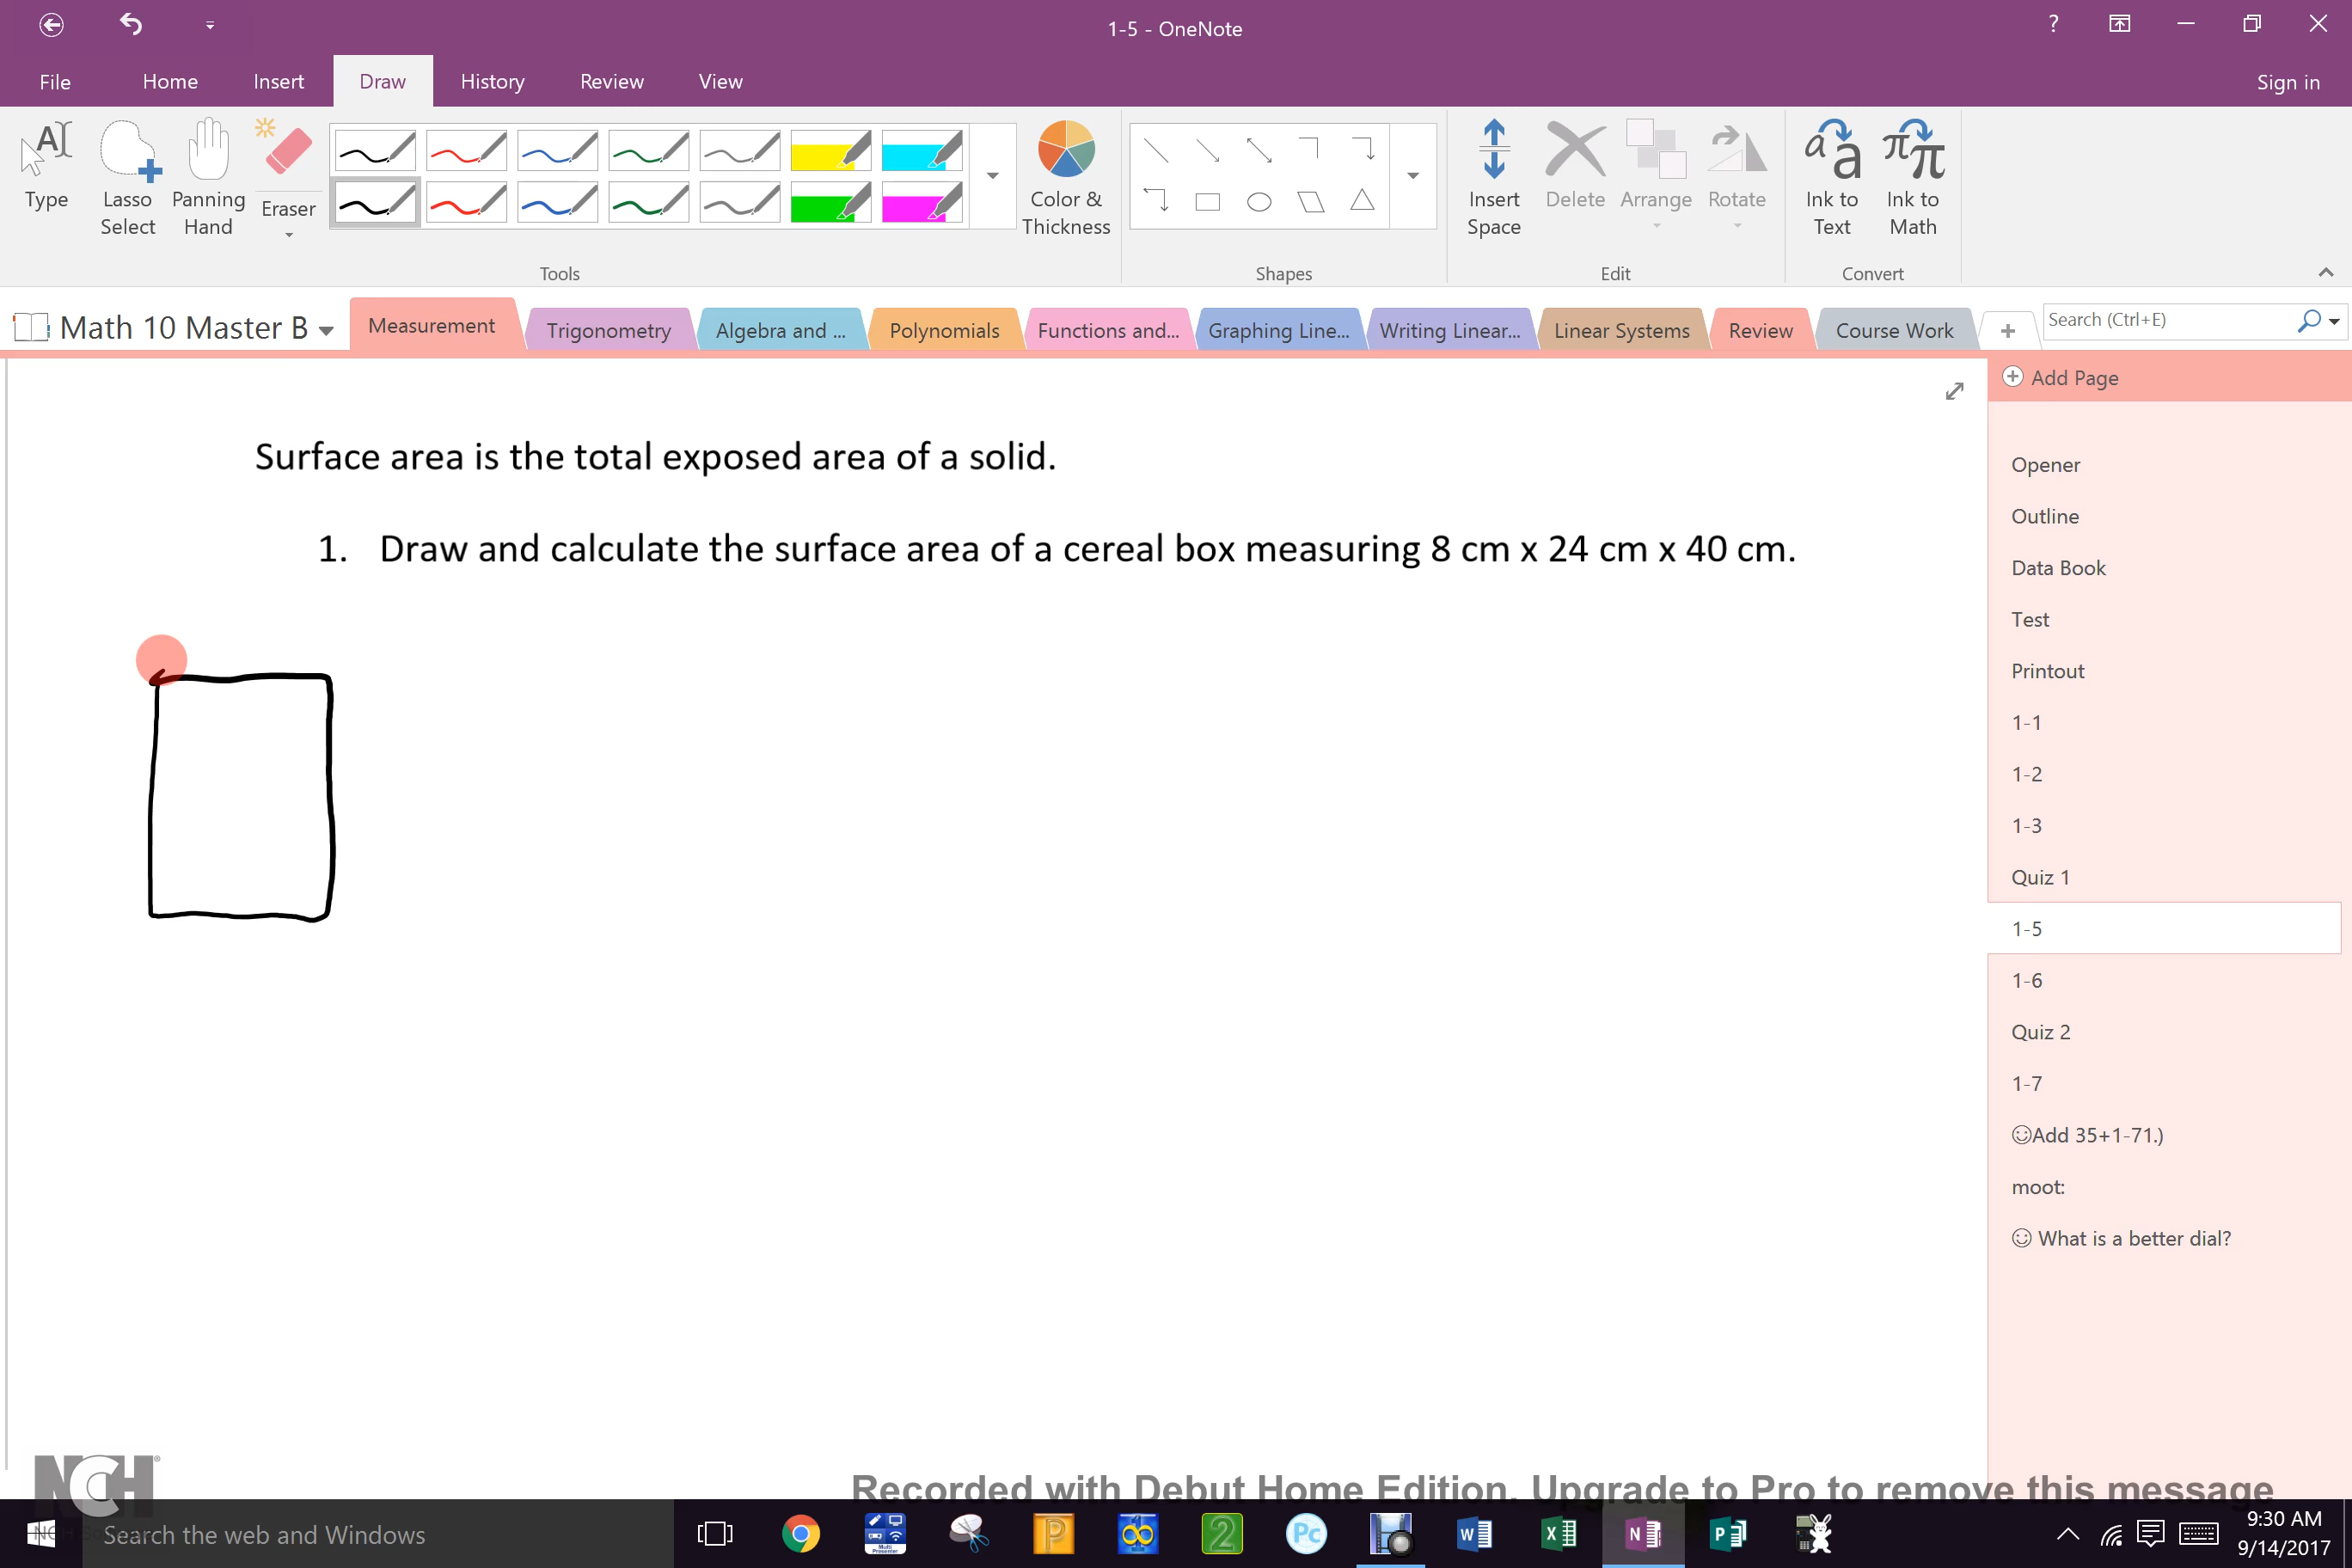 1-5 - OneNote
?
File Home Insert Draw History Review View Sign in
Type
Lasso Select
Panning Hand
Eraser
Color & Thickness
Insert Space
Delete
Arrange
Rotate
Ink to Text
Ink to Math
Tools Shapes Edit Convert
Math 10 Master B Measurement Trigonometry Algebra and ... Polynomials Functions and... Graphing Line... Writing Linear... Linear Systems Review Course Work + Search (Ctrl+E)
Add Page
Surface area is the total exposed area of a solid.
1. Draw and calculate the surface area of a cereal box measuring 8 cm x 24 cm x 40 cm.
Opener
Outline
Data Book
Test
Printout
1-1
1-2
1-3
Quiz 1
1-5
1-6
Quiz 2
1-7
☺Add 35+1-71.)
moot:
☺ What is a better dial?
NCH®
Recorded with Debut Home Edition. Upgrade to Pro to remove this message
Search the web and Windows
9:30 AM
9/14/2017